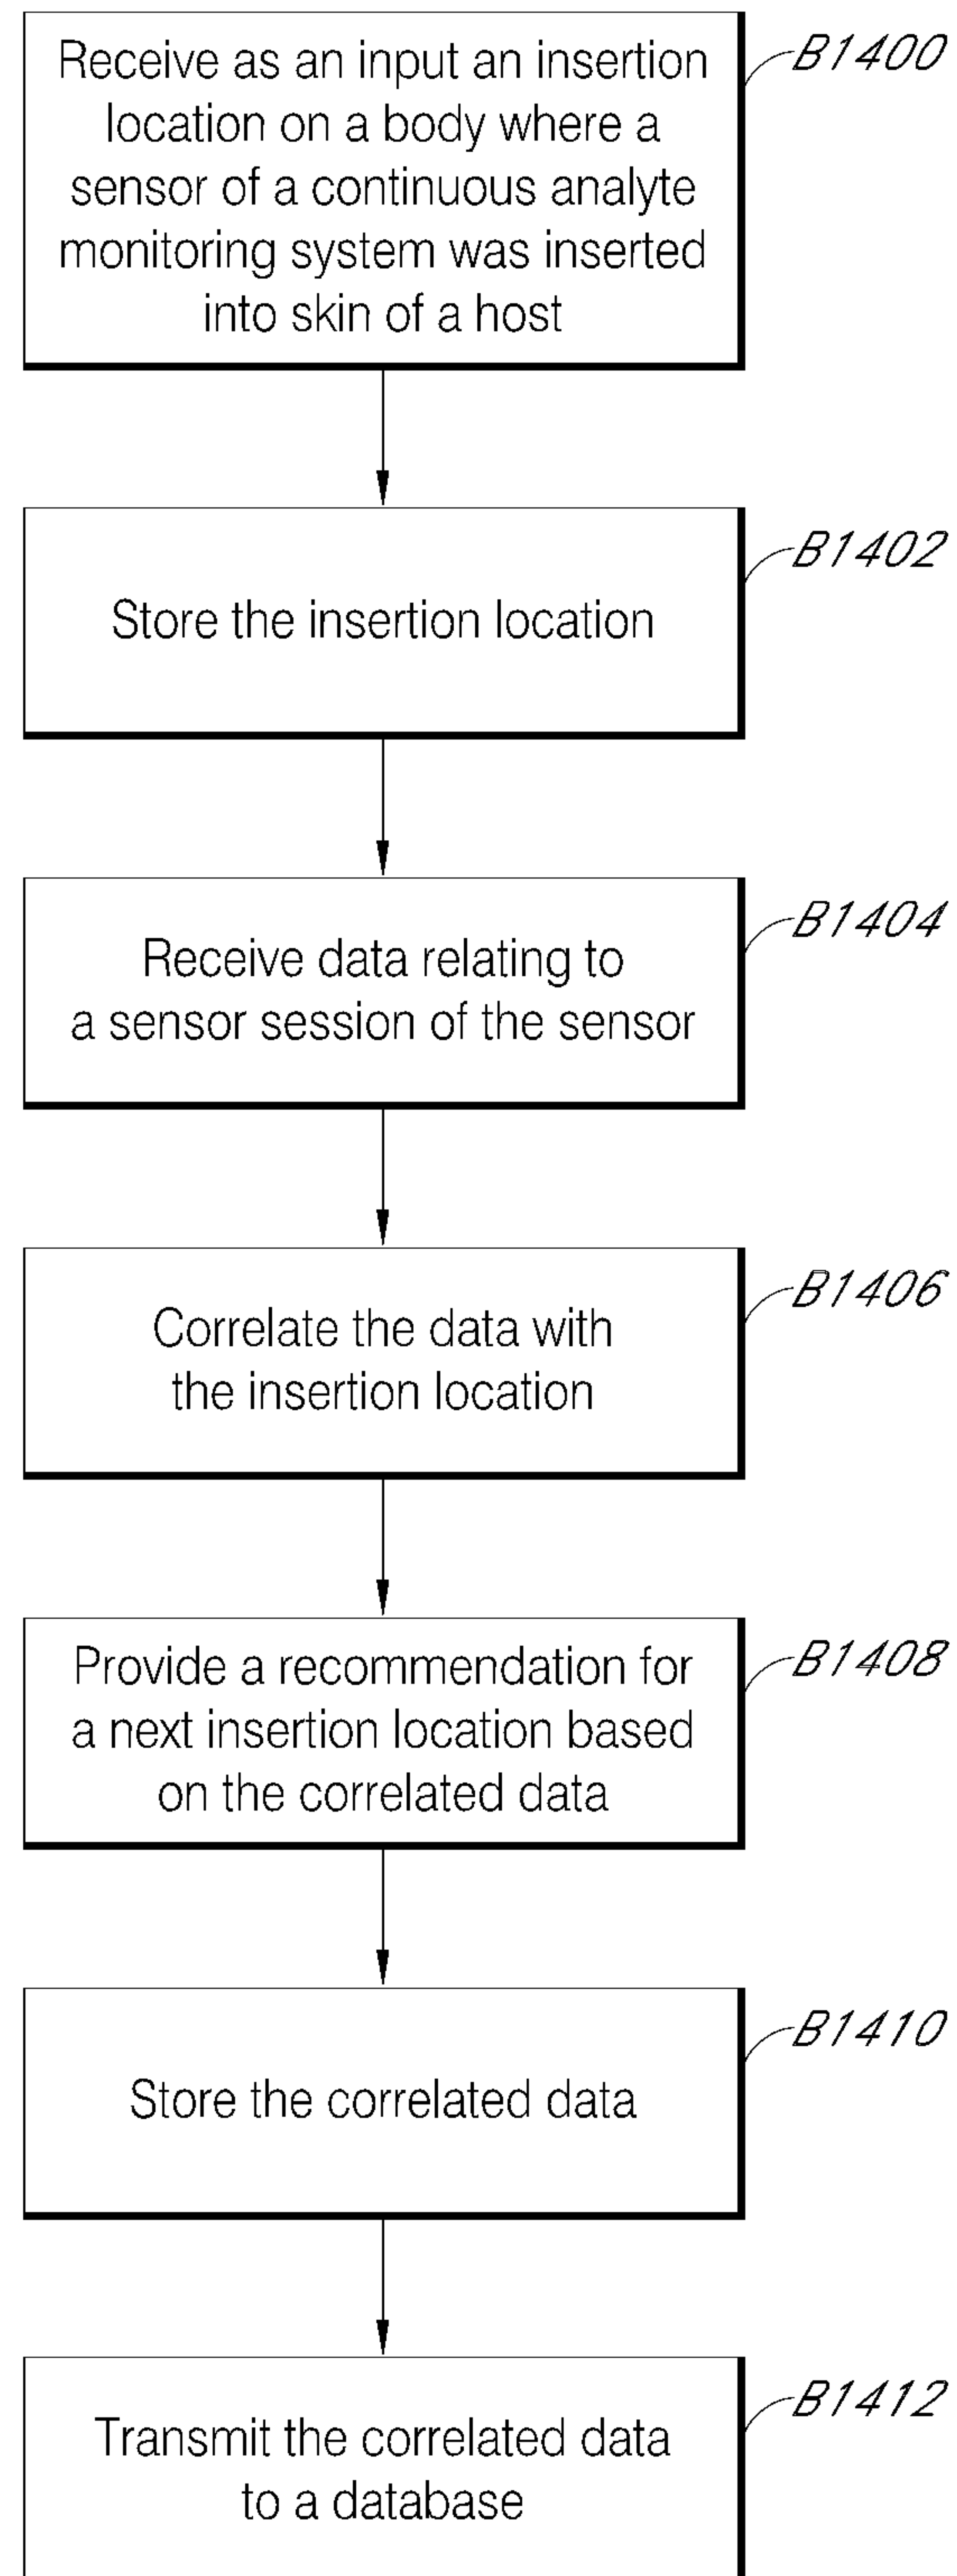 Receive as an input an insertion
location on a body where a
sensor of a continuous analyte
monitoring system was inserted
into skin of a host
B1400
Store the insertion location
B1402
Receive data relating to
a sensor session of the sensor
B1404
Correlate the data with
the insertion location
B1406
Provide a recommendation for
a next insertion location based
on the correlated data
B1408
Store the correlated data
B1410
Transmit the correlated data
to a database
B1412